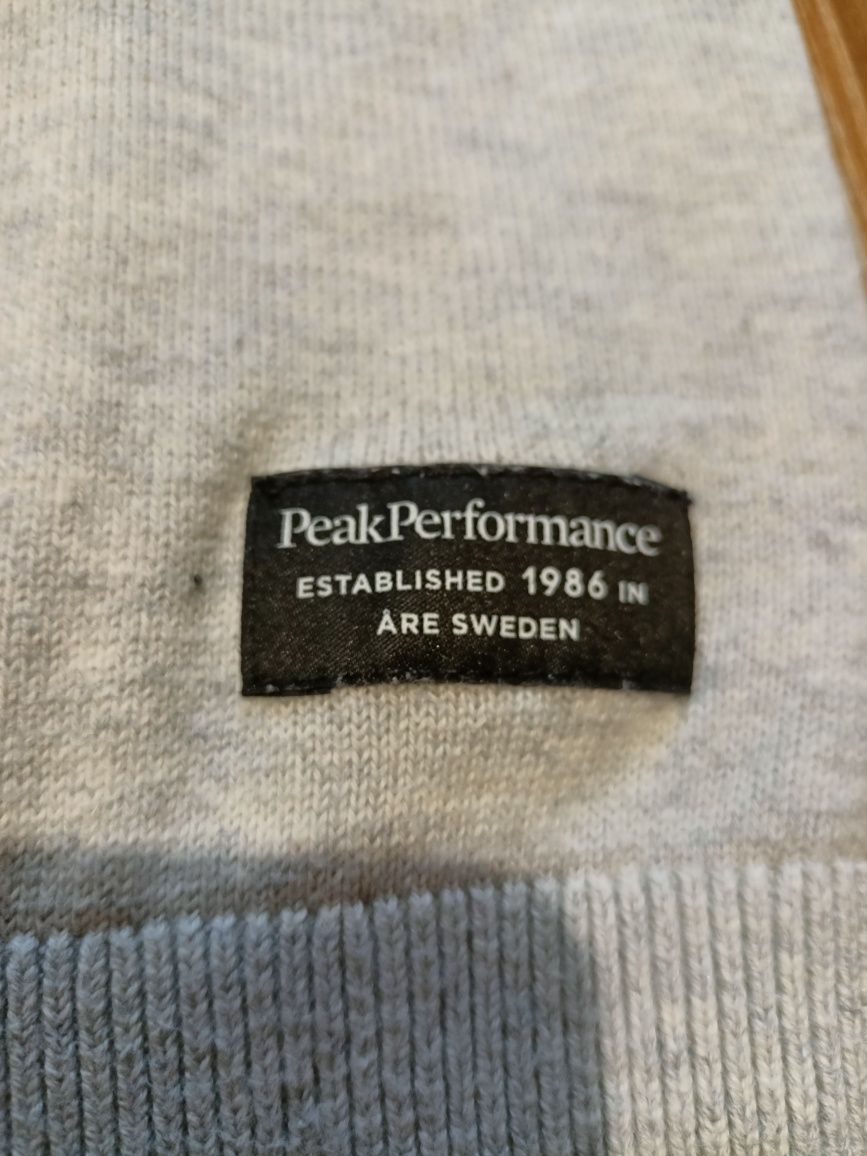 PeakPerformance
ESTABLISHED 1986 IN
ÅRE SWEDEN